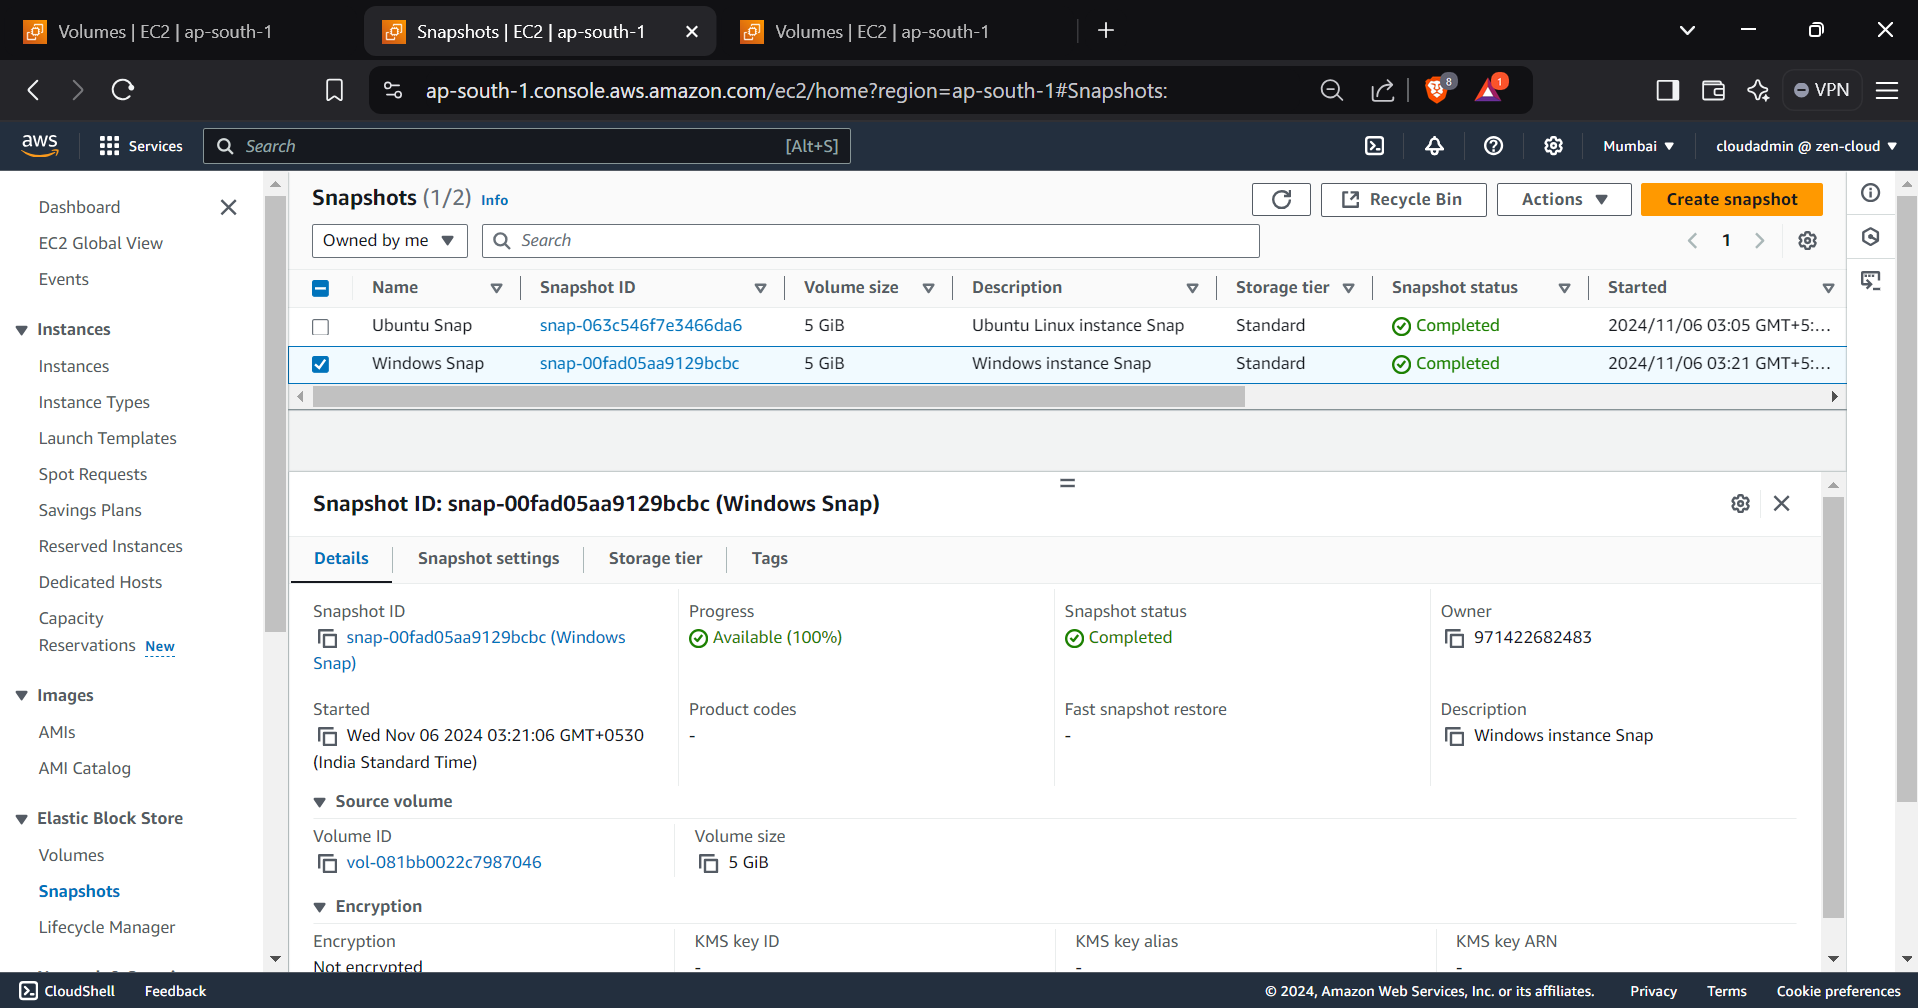 Volumes | EC2 | ap-south-1
Snapshots | EC2 | ap-south-1
Volumes | EC2 | ap-south-1
ap-south-1.console.aws.amazon.com/ec2/home?region=ap-south-1#Snapshots:
8
1
VPN
aws
Services
Search
[Alt+S]
Mumbai
cloudadmin @ zen-cloud
Dashboard
EC2 Global View
Events
Instances
Instances
Instance Types
Launch Templates
Spot Requests
Savings Plans
Reserved Instances
Dedicated Hosts
Capacity
Reservations New
Images
AMIs
AMI Catalog
Elastic Block Store
Volumes
Snapshots
Lifecycle Manager
Snapshots (1/2) Info
Recycle Bin
Actions
Create snapshot
Owned by me
Search
1
Name Snapshot ID Volume size Description Storage tier Snapshot status Started
Ubuntu Snap snap-063c546f7e3466da6 5 GiB Ubuntu Linux instance Snap Standard Completed 2024/11/06 03:05 GMT+5:...
Windows Snap snap-00fad05aa9129bcbc 5 GiB Windows instance Snap Standard Completed 2024/11/06 03:21 GMT+5:...
Snapshot ID: snap-00fad05aa9129bcbc (Windows Snap)
Details Snapshot settings Storage tier Tags
Snapshot ID
snap-00fad05aa9129bcbc (Windows
Snap)
Progress
Available (100%)
Snapshot status
Completed
Owner
971422682483
Started
Wed Nov 06 2024 03:21:06 GMT+0530
(India Standard Time)
Product codes
-
Fast snapshot restore
-
Description
Windows instance Snap
Source volume
Volume ID
vol-081bb0022c7987046
Volume size
5 GiB
Encryption
Encryption
Not encrypted
KMS key ID
-
KMS key alias
-
KMS key ARN
-
CloudShell
Feedback
© 2024, Amazon Web Services, Inc. or its affiliates.
Privacy
Terms
Cookie preferences